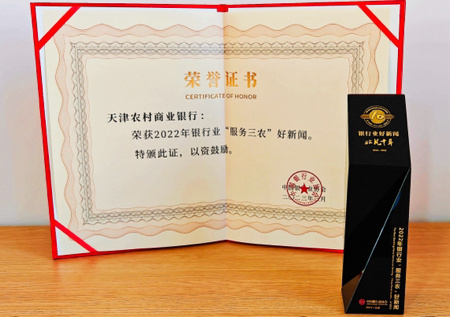 荣誉证书
CERTIFICATE OF HONOR
天津农村商业银行：
荣获2022年银行业“服务三农”好新闻。
特颁此证，以资鼓励。
银行业好新闻
2022年银行业“服务三农”好新闻